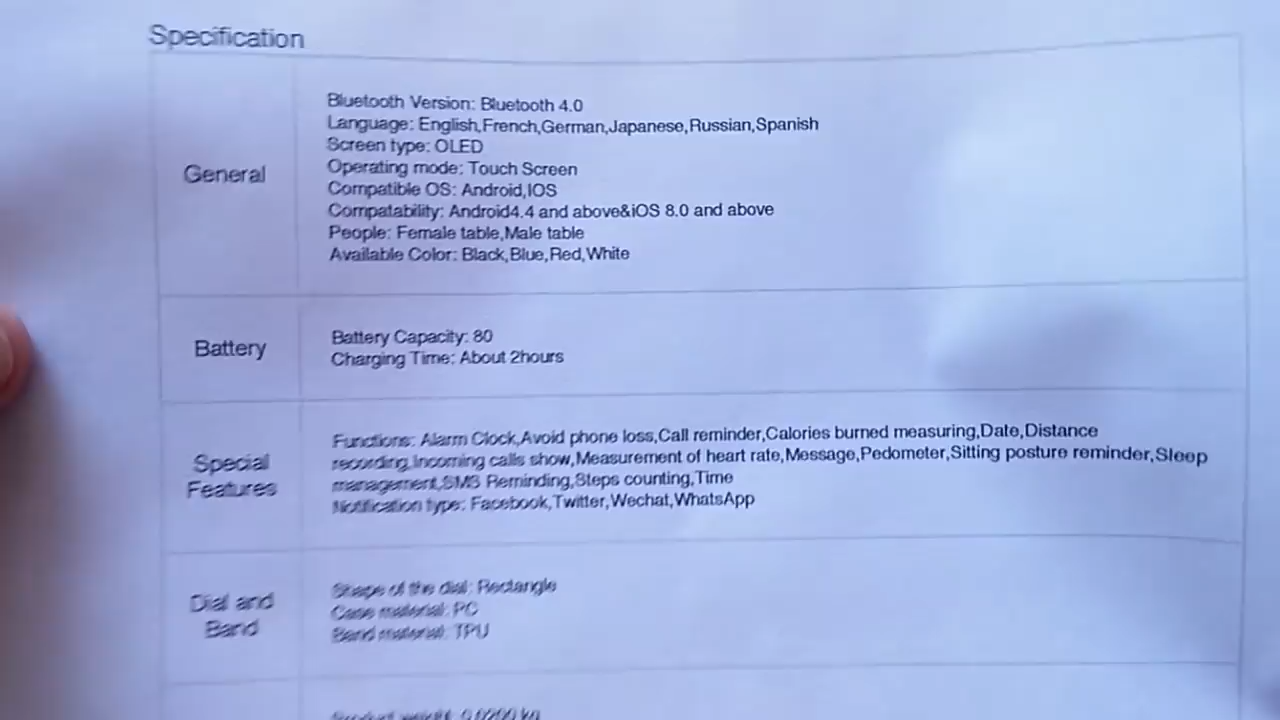 Specification
General
Bluetooth Version: Bluetooth 4.0
Language: English,French,German,Japanese,Russian,Spanish
Screen type: OLED
Operating mode: Touch Screen
Compatible OS: Android,IOS
Compatability: Android4.4 and above&iOS 8.0 and above
People: Female table,Male table
Available Color: Black,Blue,Red,White
Battery
Battery Capacity: 80
Charging Time: About 2hours
Special
Features
Functions: Alarm Clock,Avoid phone loss,Call reminder,Calories burned measuring,Date,Distance
recording,Incoming calls show,Measurement of heart rate,Message,Pedometer,Sitting posture reminder,Sleep
management,SMS Reminding,Steps counting,Time
Notification type: Facebook,Twitter,Wechat,WhatsApp
Dial and
Band
Shape of the dial: Rectangle
Case material: PC
Band material: TPU
Product weight: